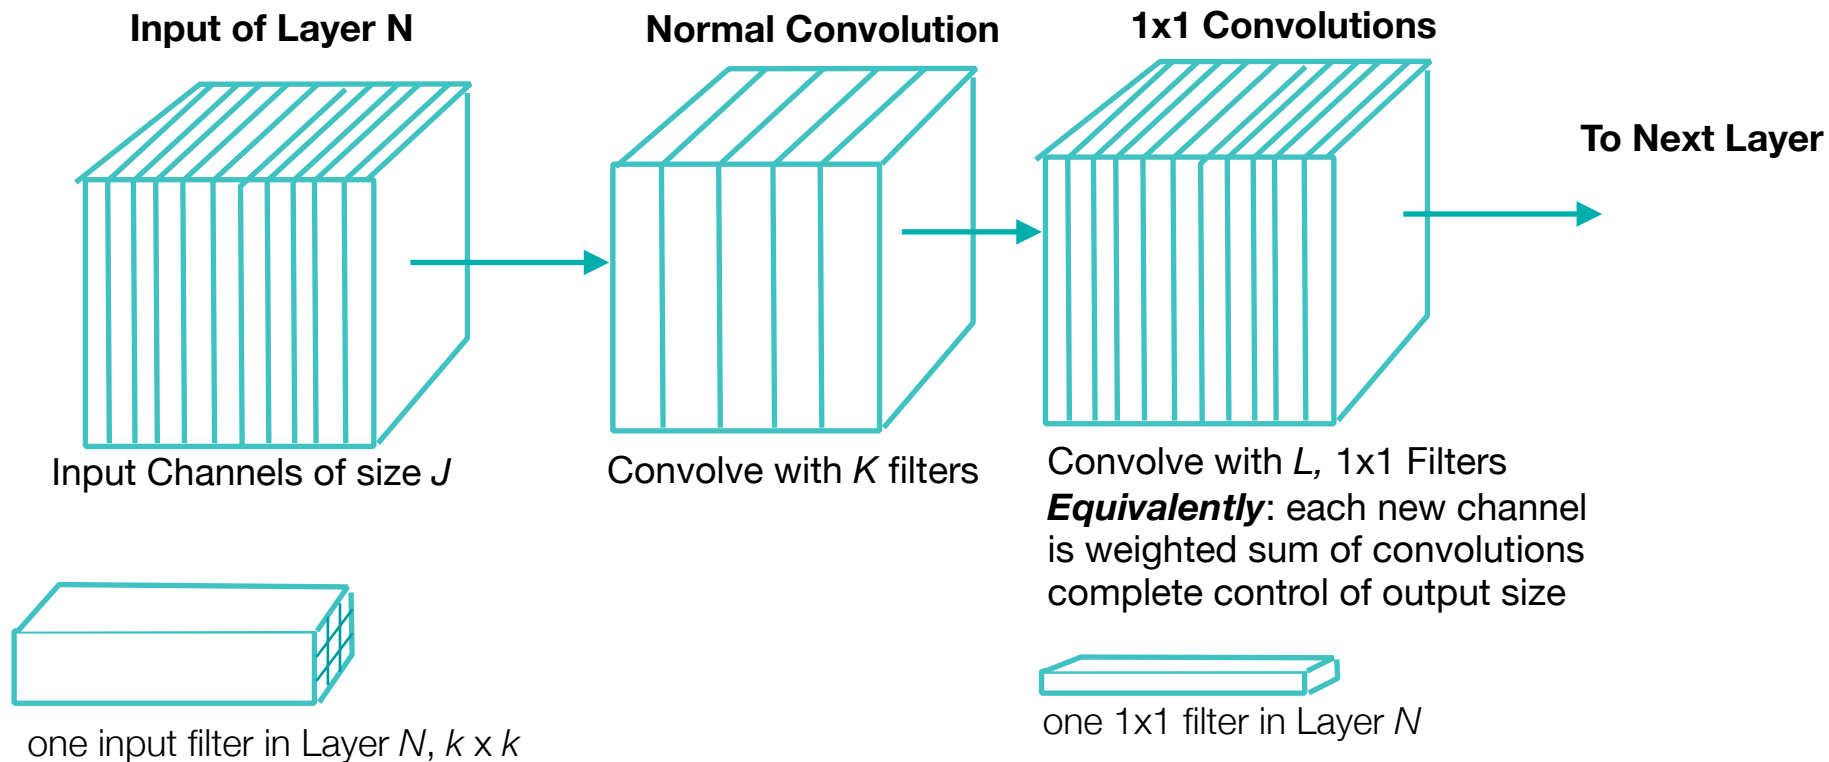 Input of Layer N
Normal Convolution
1x1 Convolutions
To Next Layer
Input Channels of size J
Convolve with K filters
Convolve with L, 1x1 Filters
Equivalently: each new channel
is weighted sum of convolutions
complete control of output size
one input filter in Layer N, k x k
one 1x1 filter in Layer N